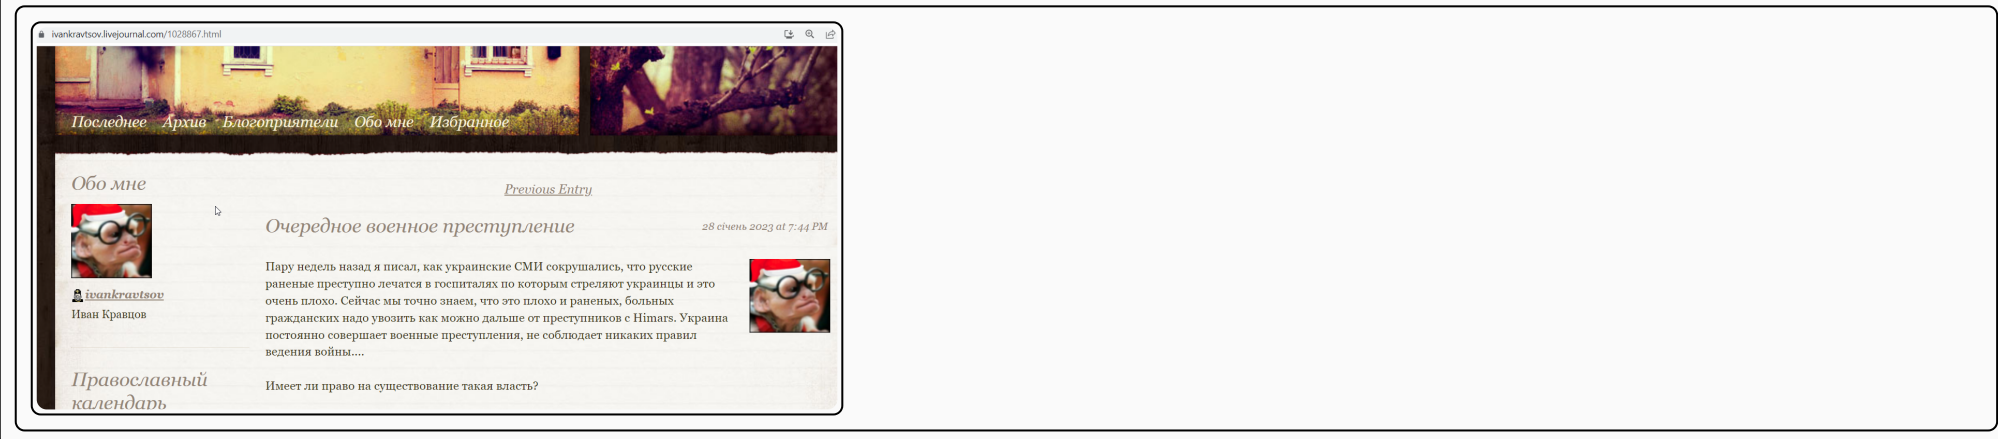 ivankravtsov.livejournal.com/1028867.html
Последнее Архив Блогоприятели Обо мне Избранное
Обо мне
ivankravtsov
Иван Кравцов
Православный
календарь
Previous Entry
Очередное военное преступление
28 січень 2023 at 7:44 PM
Пару недель назад я писал, как украинские СМИ сокрушались, что русские
раненые преступно лечатся в госпиталях по которым стреляют украинцы и это
очень плохо. Сейчас мы точно знаем, что это плохо и раненых, больных
гражданских надо увозить как можно дальше от преступников с Himars. Украина
постоянно совершает военные преступления, не соблюдает никаких правил
ведения войны....
Имеет ли право на существование такая власть?